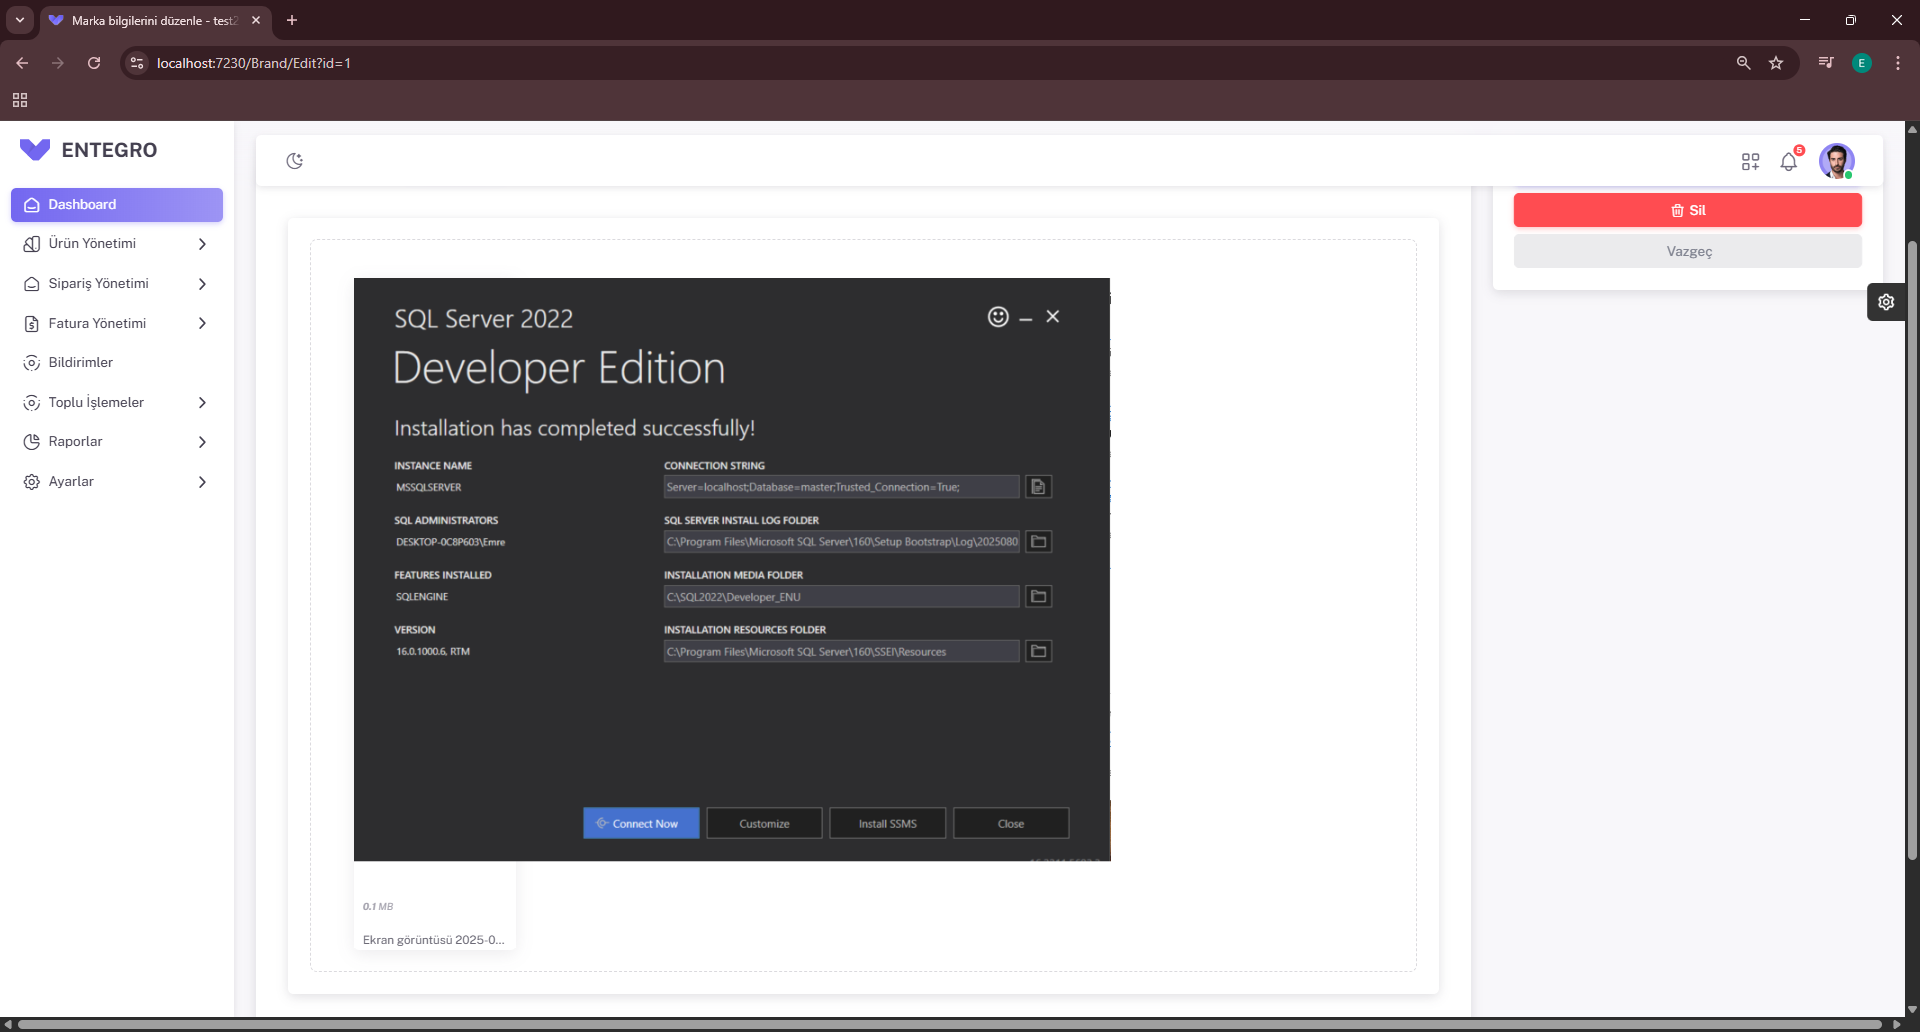 Marka bilgilerini düzenle - test2
localhost:7230/Brand/Edit?id=1
E
ENTEGRO
5
Dashboard
Ürün Yönetimi
Sipariş Yönetimi
Fatura Yönetimi
Bildirimler
Toplu İşlemeler
Raporlar
Ayarlar
Sil
Vazgeç
SQL Server 2022
Developer Edition
Installation has completed successfully!
INSTANCE NAME
MSSQLSERVER
CONNECTION STRING
Server=localhost;Database=master;Trusted_Connection=True;
SQL ADMINISTRATORS
DESKTOP-0C8P603\Emre
SQL SERVER INSTALL LOG FOLDER
C:\Program Files\Microsoft SQL Server\160\Setup Bootstrap\Log\2025080
FEATURES INSTALLED
SQLENGINE
INSTALLATION MEDIA FOLDER
C:\SQL2022\Developer_ENU
VERSION
16.0.1000.6, RTM
INSTALLATION RESOURCES FOLDER
C:\Program Files\Microsoft SQL Server\160\SSEI\Resources
Connect Now
Customize
Install SSMS
Close
0.1 MB
Ekran görüntüsü 2025-0...